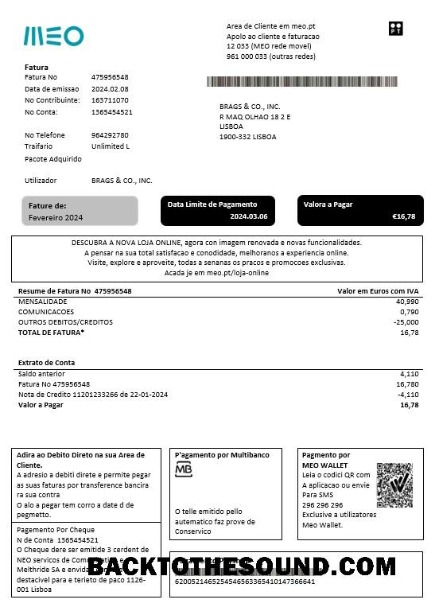 MEO
Area de Cliente em meo.pt
Apolo ao cliente e faturacao
12 033 (MEO rede movel)
961 000 033 (outras redes)
PT
Fatura
Fatura No 475956548
Data de emissao 2024.02.08
No Contribuinte: 163711070
No Conta: 1365454521
No Telefone 964292780
Traifario Unlimited L
Pacote Adquirido
Utilizador BRAGS & CO., INC.
BRAGS & CO., INC.
R MAQ OLHAO 18 2 E
LISBOA
1900-332 LISBOA
Fature de:
Fevereiro 2024
Data Limite de Pagamento
2024.03.06
Valora a Pagar
€16,78
DESCUBRA A NOVA LOJA ONLINE, agora con imagem renovada e novas funcionalidades.
A pensar na sua total satisfacao e conodidade, melhoranos a experiencia online.
Visite, explore e aproveite, todas a senanas os pracos e promocoes exclusivas.
Acada je em meo.pt/loja-online
Resume de Fatura No 475956548 Valor em Euros com IVA
MENSALIDADE 40,990
COMUNICACOES 0,790
OUTROS DEBITOS/CREDITOS -25,000
TOTAL DE FATURA* 16,78
Extrato de Conta
Saldo anterior 4,110
Fatura No 475956548 16,780
Nota de Credito 11201233266 de 22-01-2024 -4,110
Valor a Pagar 16,78
Adira ao Debito Direto na sua Area de
Cliente.
A adresio a debiti direte e permite pegar
as suas faturas por transference bancira
ra sua contra
O alo a pegar tem corro a date d de
pegmetto.
Pagamento Por Cheque
N de Conta 1365454521
O Cheque dere ser emitide 3 cerdent de
NEO servicos de
Melthride SA e
destacivel para e terleto de paco 1126-
001 Lisboa
P'agamento por Multibanco
MB
O telle emitido pello
automatico faz prove de
Conservico
Pagmento por
MEO WALLET
Leia o codici QR com
A aplicacao ou envie
Para SMS
296 296 296
Exclusive a utilizadores
Meo Wallet.
BACKTOTHESOUND.COM
62005214652545465633654101473666​41